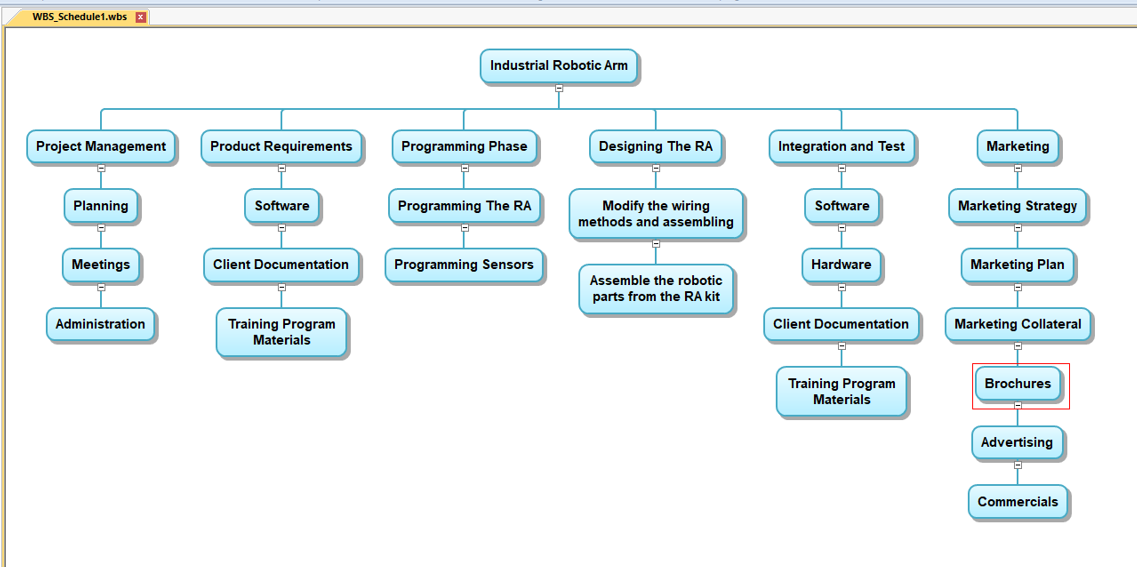 WBS_Schedule1.wbs
Industrial Robotic Arm
Project Management
Product Requirements
Programming Phase
Designing The RA
Integration and Test
Marketing
Planning
Software
Programming The RA
Modify the wiring
methods and assembling
Software
Marketing Strategy
Meetings
Client Documentation
Programming Sensors
Assemble the robotic
parts from the RA kit
Hardware
Marketing Plan
Administration
Training Program
Materials
Client Documentation
Marketing Collateral
Training Program
Materials
Brochures
Advertising
Commercials